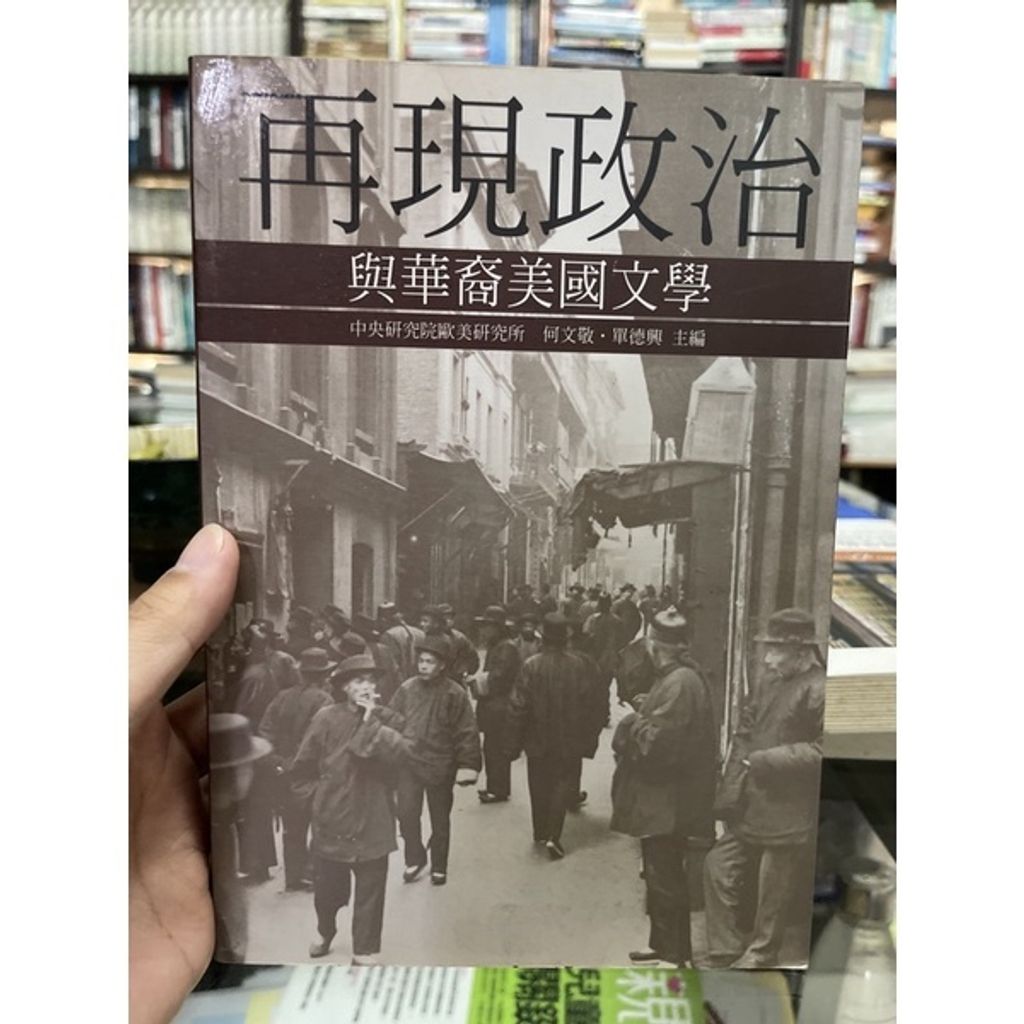 再現政治
與華裔美國文學
中央研究院歐美研究所 何文敬・單德興 主編